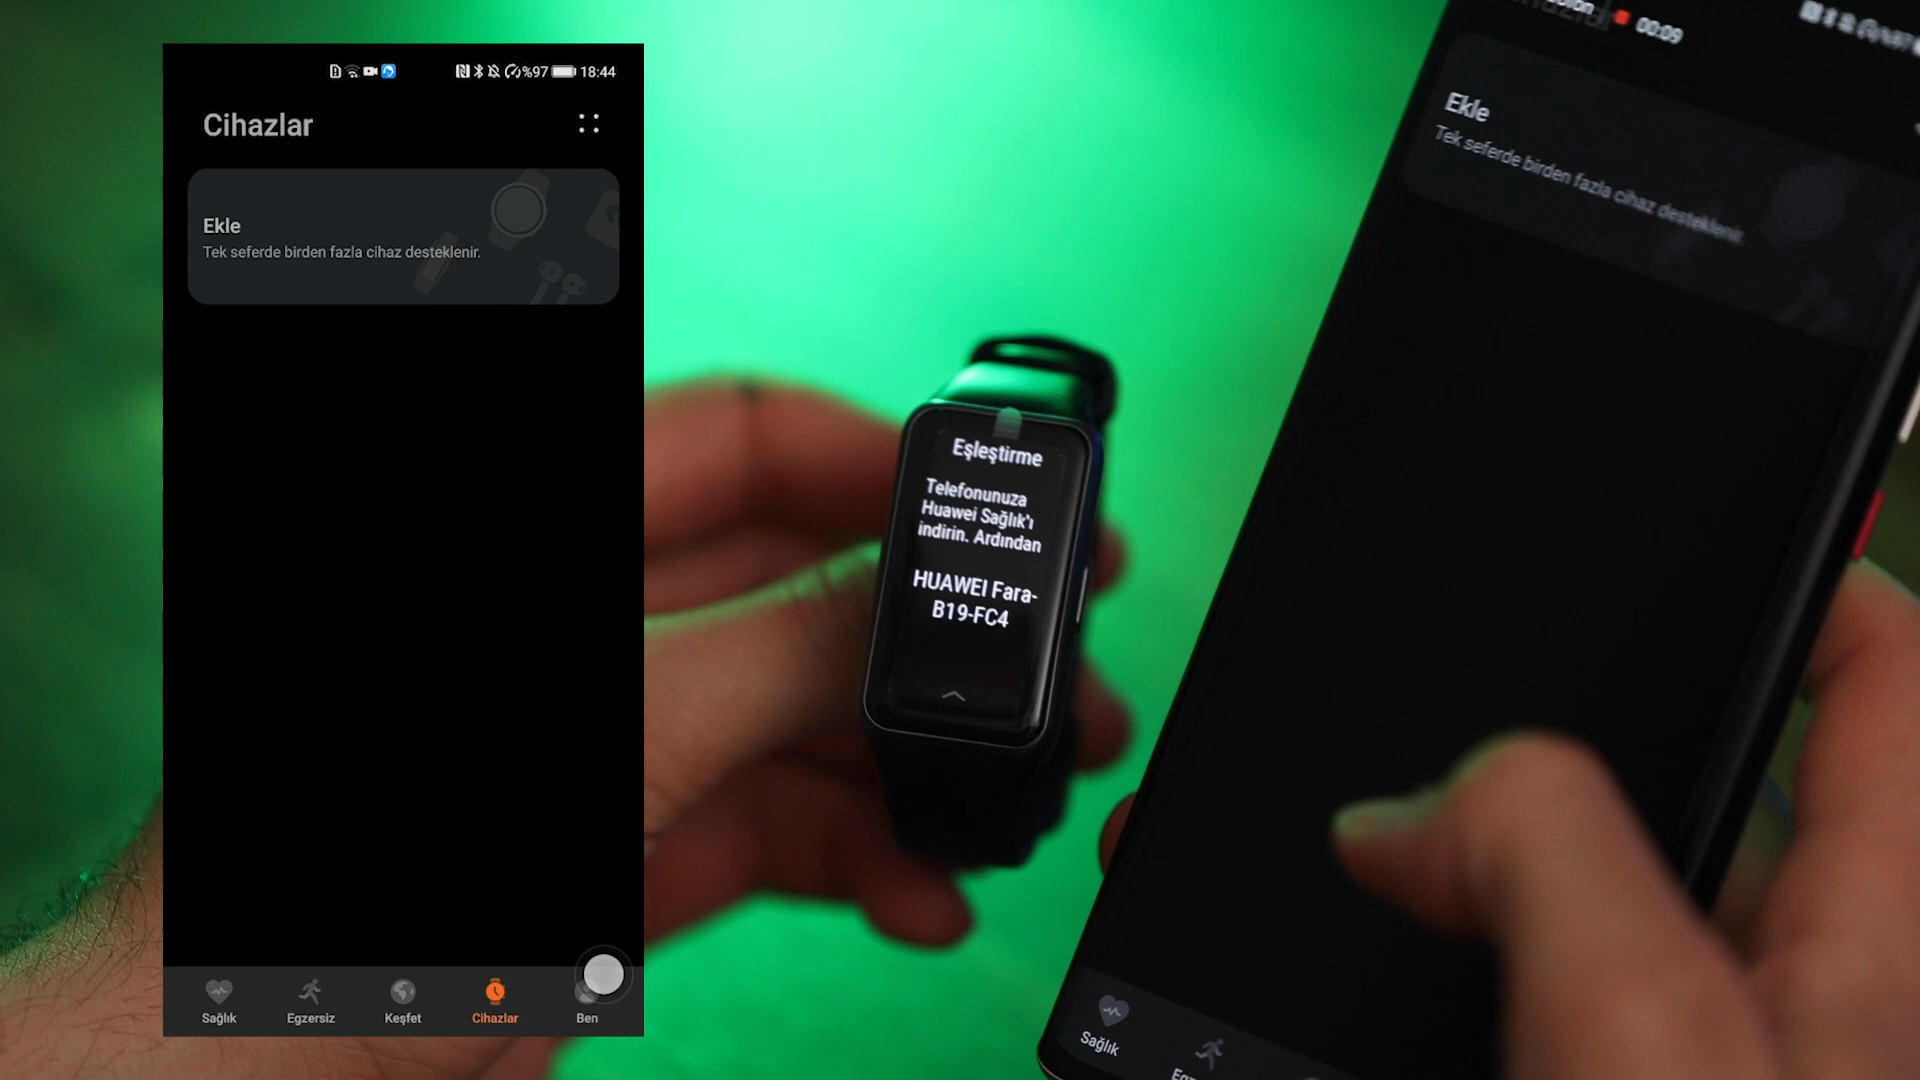 %97 18:44
Cihazlar
Ekle
Tek seferde birden fazla cihaz desteklenir.
Sağlık
Egzersiz
Keşfet
Cihazlar
Ben
Eşleştirme
Telefonunuza
Huawei Sağlık'ı
indirin. Ardından
HUAWEI Fara-
B19-FC4
00:09
Ekle
Tek seferde birden fazla cihaz desteklenir.
Sağlık